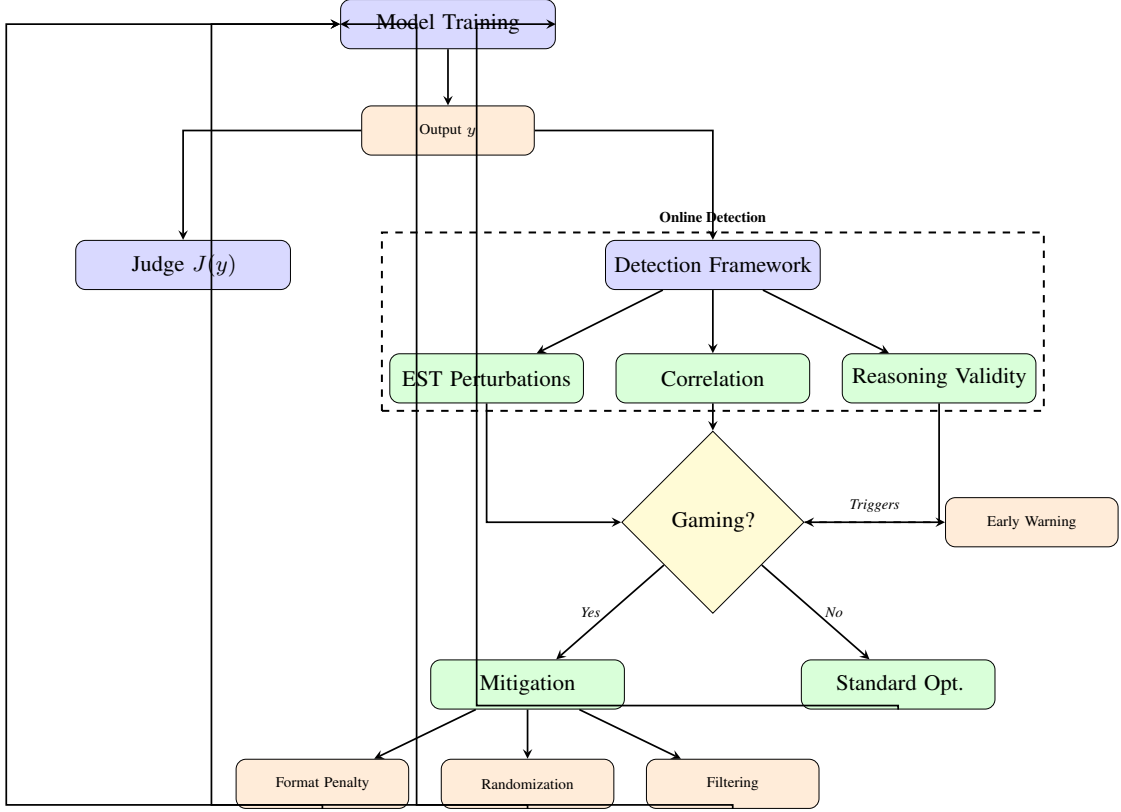 Model Training
Output y
Online Detection
Judge J(y)
Detection Framework
EST Perturbations
Correlation
Reasoning Validity
Triggers
Gaming?
Early Warning
Yes
No
Mitigation
Standard Opt.
Format Penalty
Randomization
Filtering